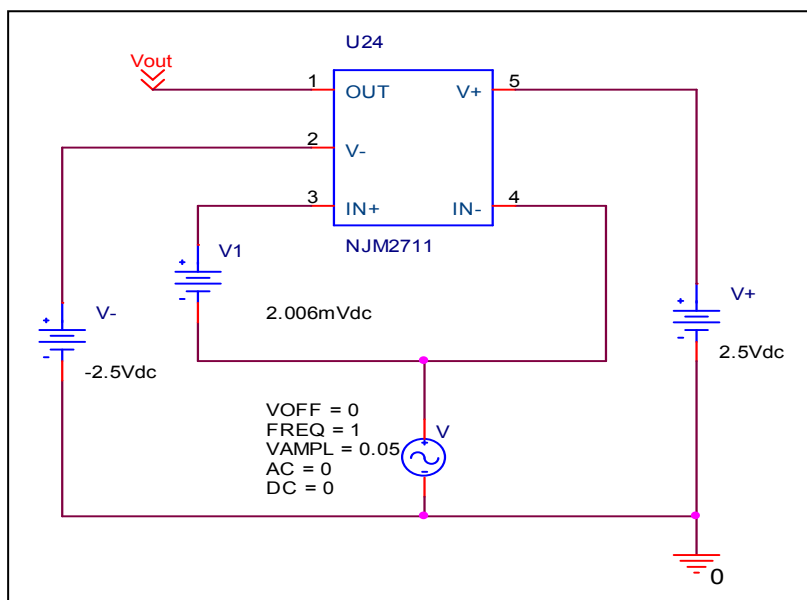 U24
Vout
1
OUT
V+
5
2
V-
3
IN+
IN-
4
NJM2711
V1
2.006mVdc
V-
-2.5Vdc
V+
2.5Vdc
VOFF = 0
FREQ = 1
VAMPL = 0.05
AC = 0
DC = 0
V
0